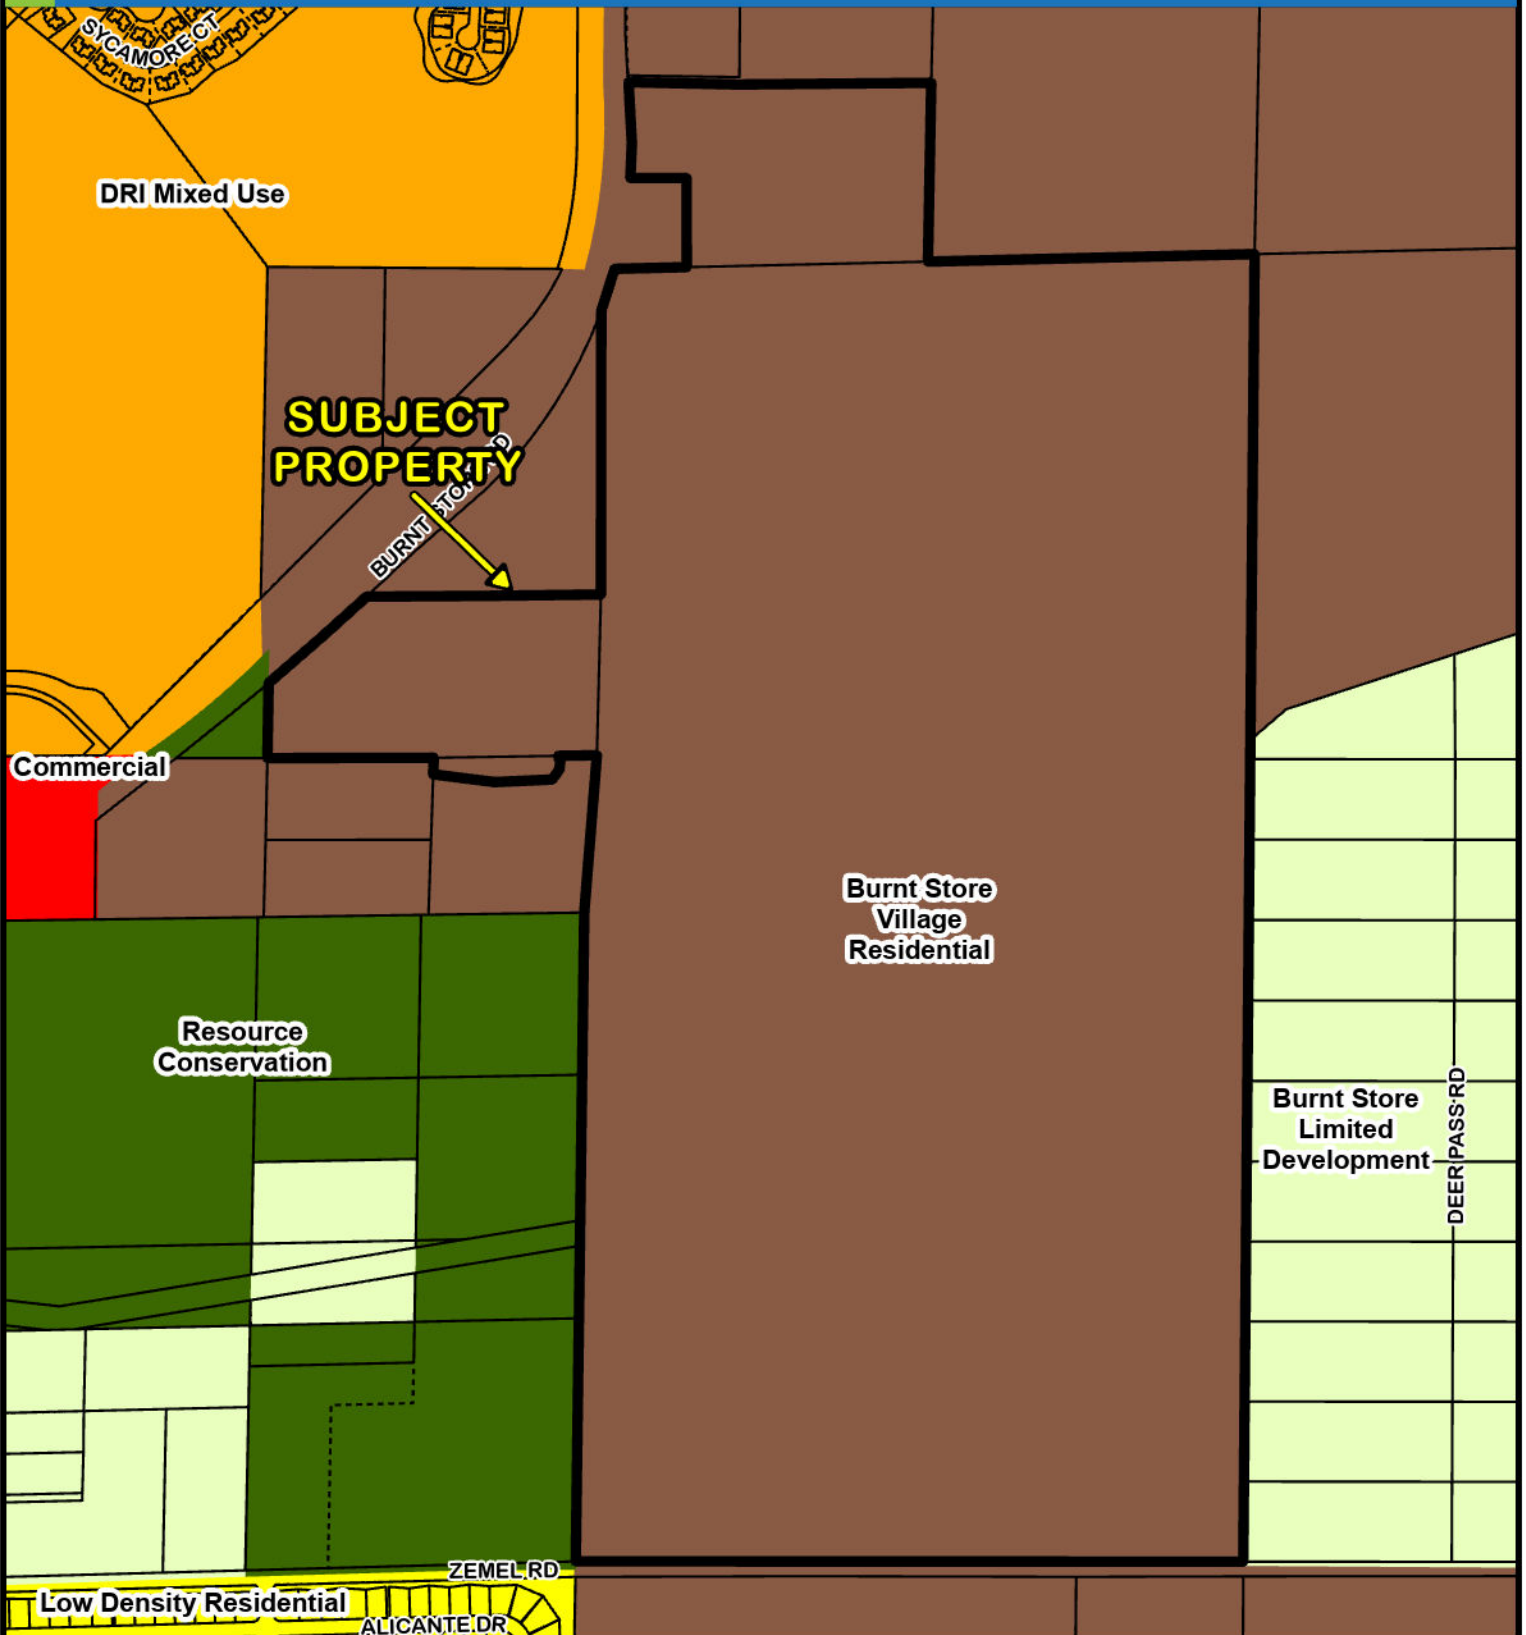 SYCAMORE CT
DRI Mixed Use
SUBJECT
PROPERTY
BURNT STORE RD
Commercial
Burnt Store
Village
Residential
Resource
Conservation
Burnt Store
Limited
Development
DEER PASS RD
ZEMEL RD
Low Density Residential
ALICANTE DR